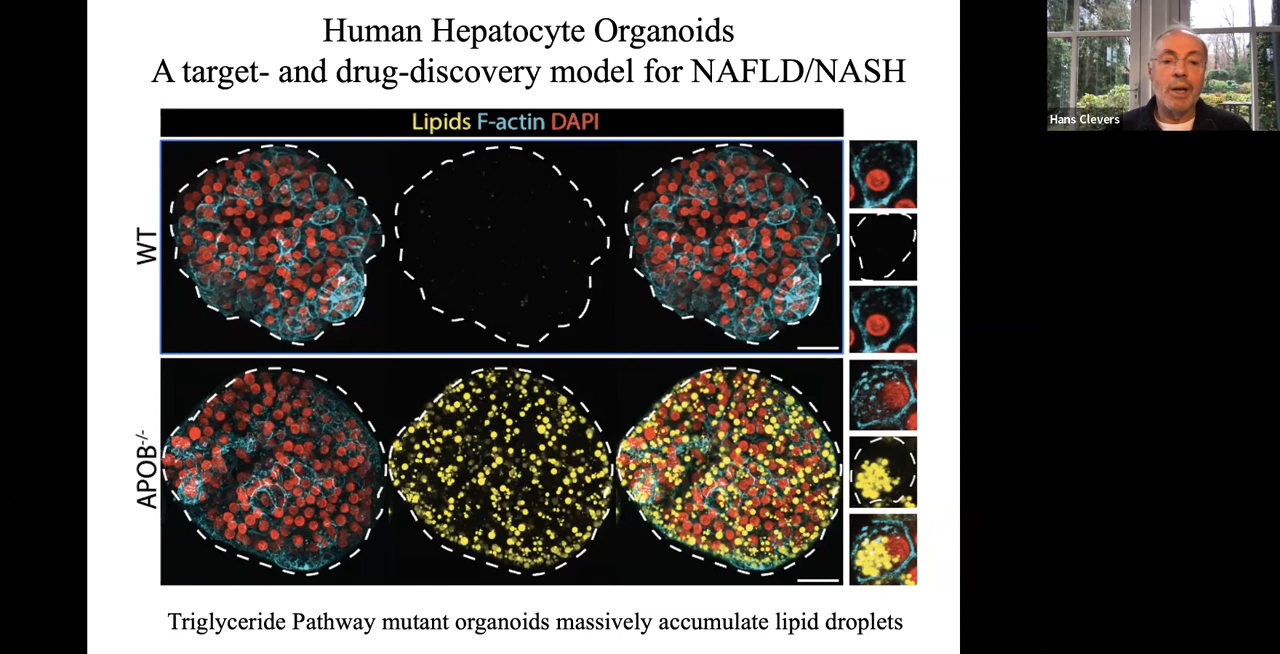 Human Hepatocyte Organoids
A target- and drug-discovery model for NAFLD/NASH
Hans Clevers
Lipids F-actin DAPI
WT
APOB-/-
Triglyceride Pathway mutant organoids massively accumulate lipid droplets